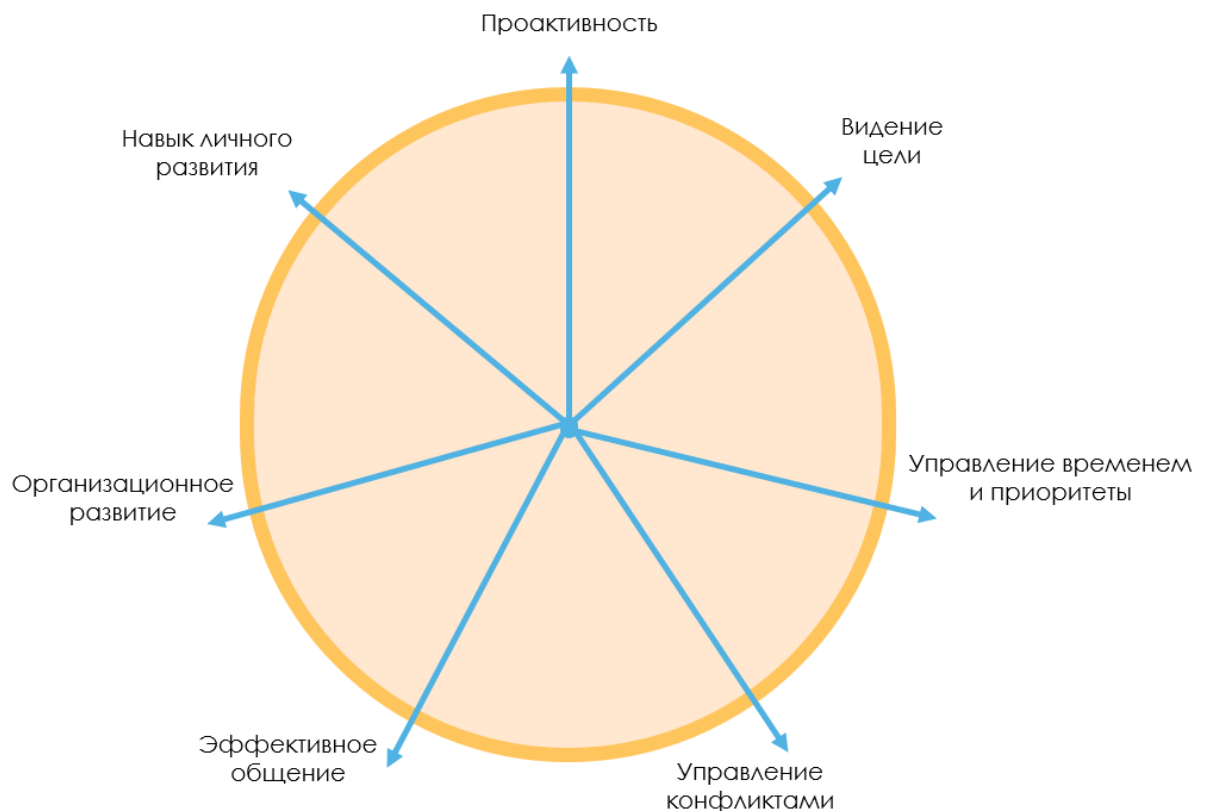 Проактивность
Видение
цели
Управление временем
и приоритеты
Управление
конфликтами
Эффективное
общение
Организационное
развитие
Навык личного
развития